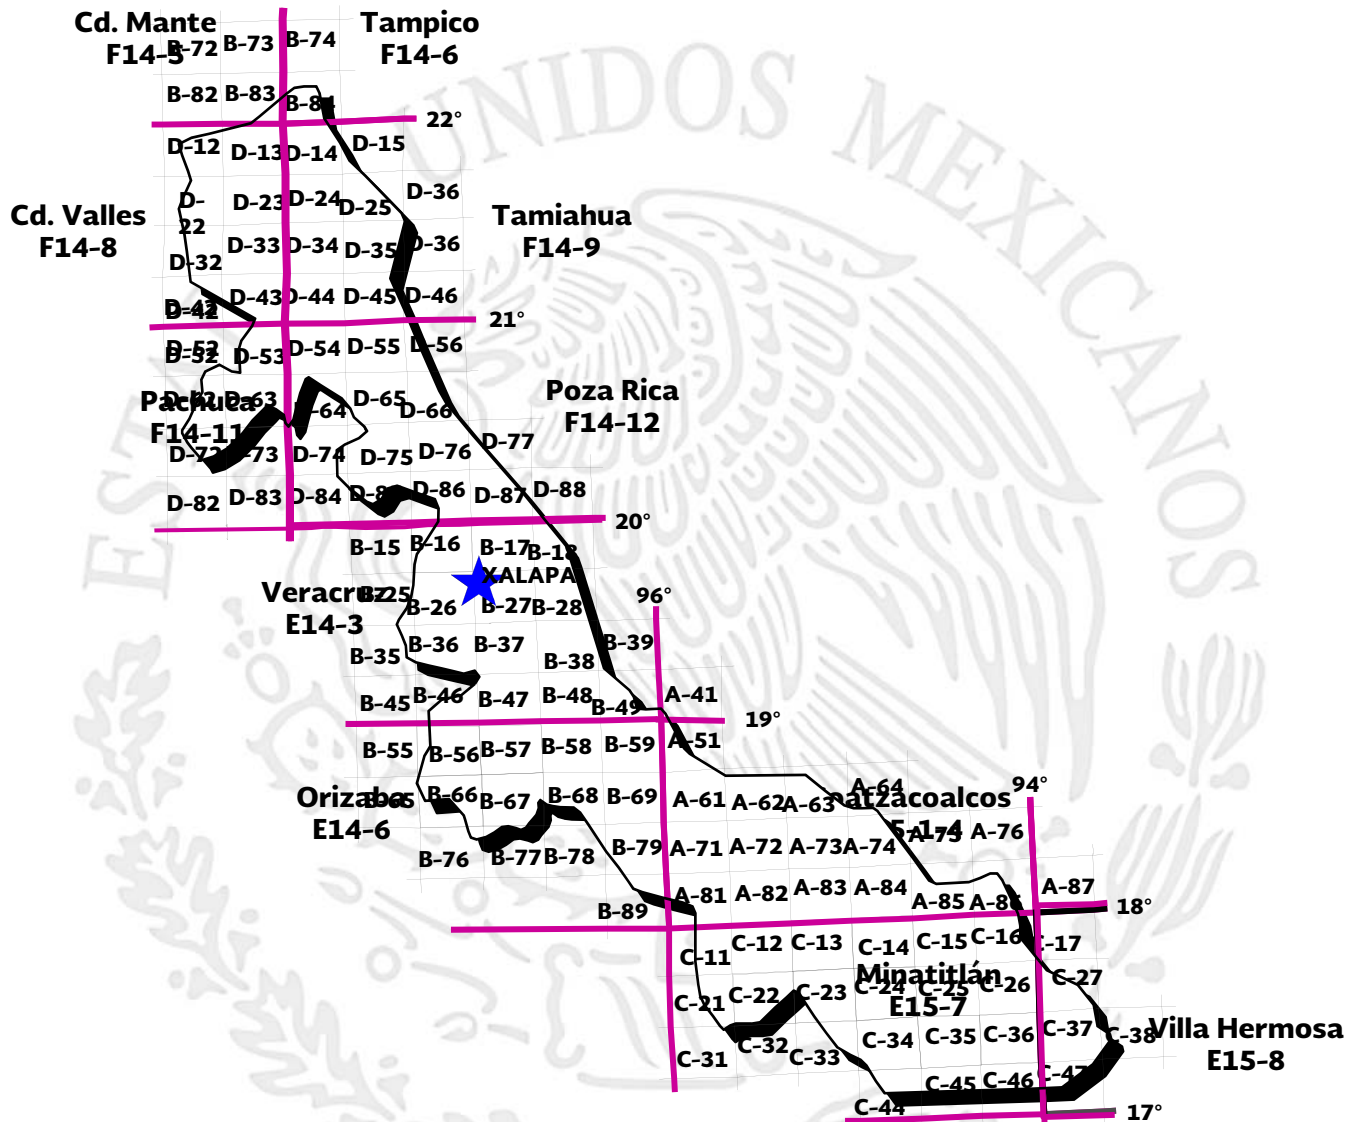 Cd. Mante
F14-5
Tampico
F14-6
B-72 B-73 B-74
B-82 B-83 B-84
22°
D-12 D-13 D-14 D-15
Cd. Valles
F14-8
D-22 D-23 D-24 D-25 D-36
Tamiahua
F14-9
D-32 D-33 D-34 D-35 D-36
D-42 D-43 D-44 D-45 D-46
21°
D-52 D-53 D-54 D-55 D-56
Pachuca
F14-11
Poza Rica
F14-12
D-62 D-63 D-64 D-65 D-66
D-72 D-73 D-74 D-75 D-76 D-77
D-82 D-83 D-84 D-86 D-87 D-88
20°
B-15 B-16 B-17 B-18
XALAPA
Veracruz
E14-3
B-25 B-26 B-27 B-28
96°
B-35 B-36 B-37 B-38 B-39
B-45 B-46 B-47 B-48 B-49 A-41
19°
B-55 B-56 B-57 B-58 B-59 A-51
Orizaba
E14-6
B-65 B-66 B-67 B-68 B-69 A-61 A-62 A-63 A-64
94°
natzacoalcos
B-76 B-77 B-78 B-79 A-71 A-72 A-73 A-74 A-75 A-76
B-89 A-81 A-82 A-83 A-84 A-85 A-86 A-87
18°
C-11 C-12 C-13 C-14 C-15 C-16 C-17
Minatitlán
E15-7
C-21 C-22 C-23 C-24 C-25 C-26 C-27
C-31 C-32 C-33 C-34 C-35 C-36 C-37 C-38
Villa Hermosa
E15-8
C-44 C-45 C-46 C-47
17°
ESTADOS UNIDOS MEXICANOS